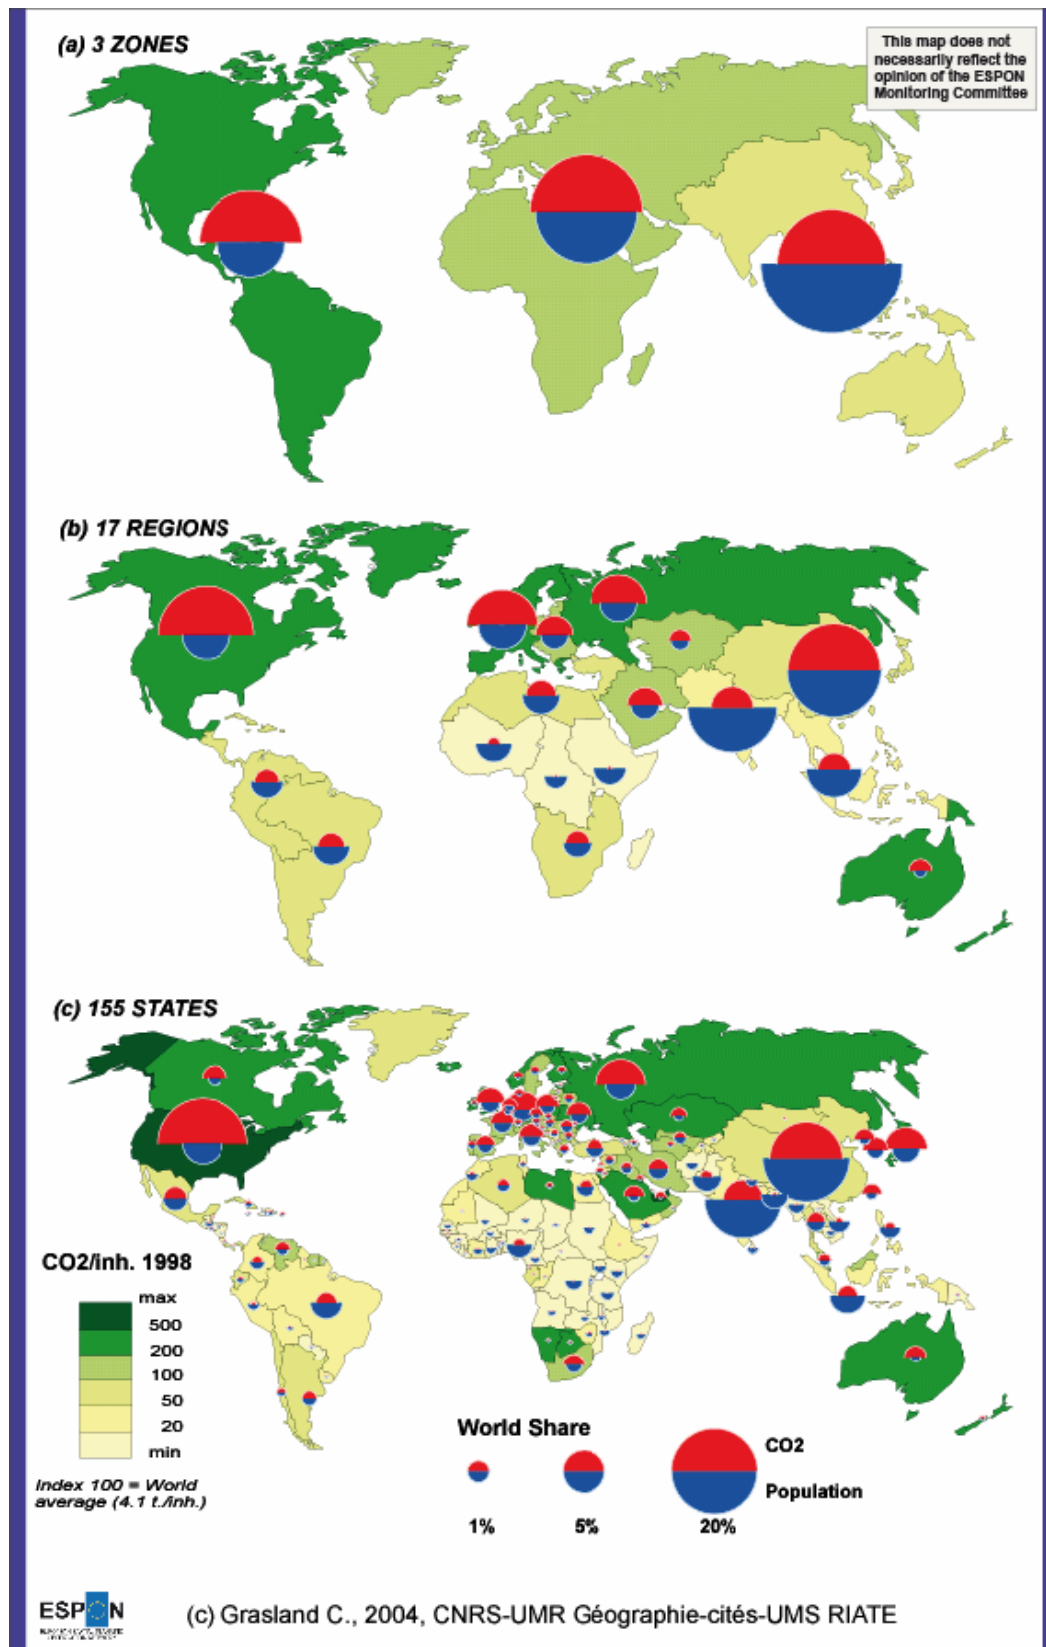 (a) 3 ZONES
This map does not
necessarily reflect the
opinion of the ESPON
Monitoring Committee
(b) 17 REGIONS
(c) 155 STATES
CO2/inh. 1998
max
500
200
100
50
20
min
Index 100 = World
average (4.1 t./inh.)
World Share
CO2
Population
1%
5%
20%
ESPON
(c) Grasland C., 2004, CNRS-UMR Géographie-cités-UMS RIATE